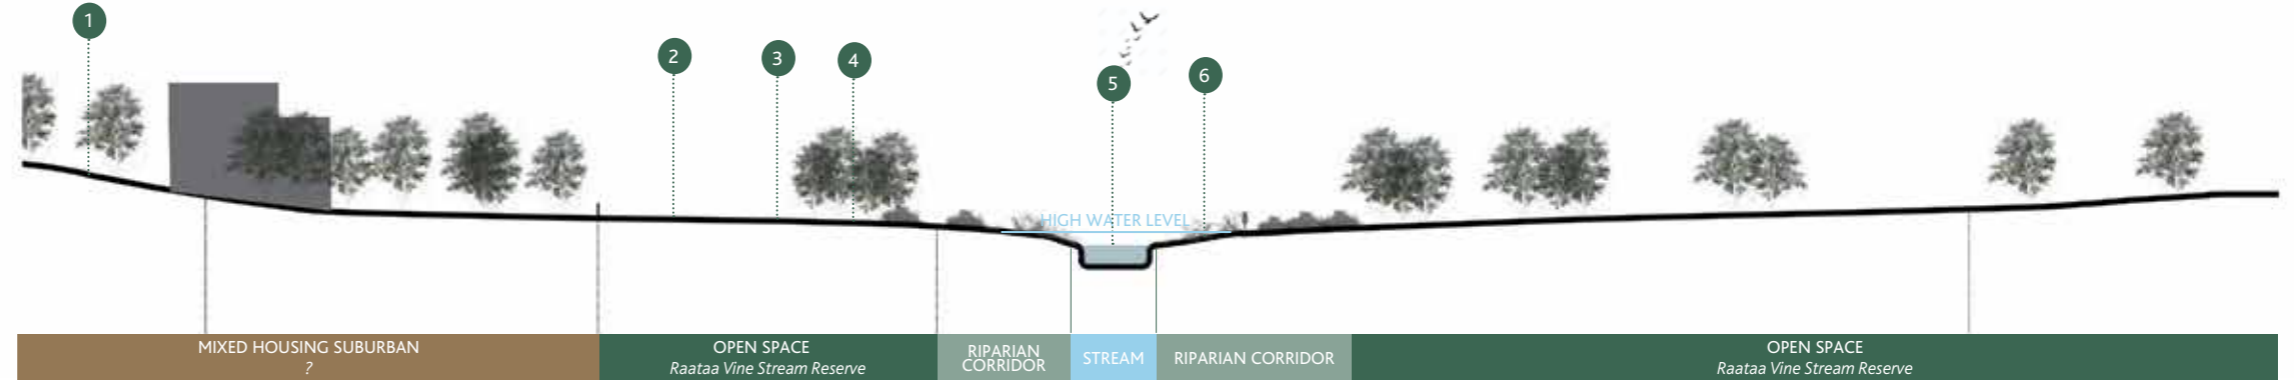 1
2
3
4
5
6
HIGH WATER LEVEL
MIXED HOUSING SUBURBAN
?
OPEN SPACE
Raataa Vine Stream Reserve
RIPARIAN
CORRIDOR
STREAM
RIPARIAN CORRIDOR
OPEN SPACE
Raataa Vine Stream Reserve